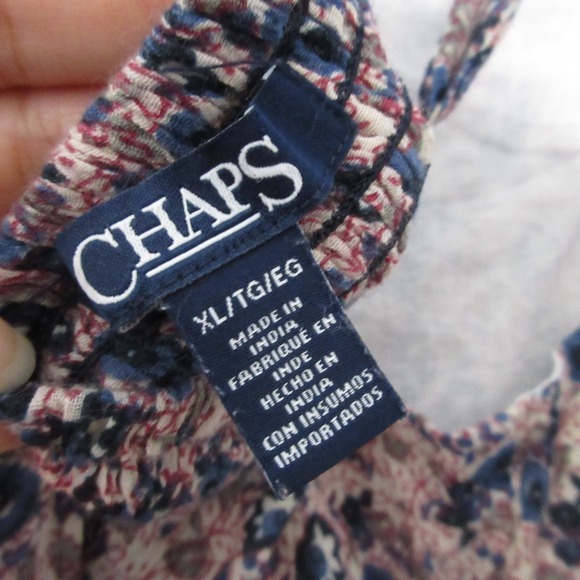 CHAPS
XL/TG/EG
MADE IN
INDIA
FABRIQUÉ EN
INDE
HECHO EN
INDIA
CON INSUMOS
IMPORTADOS